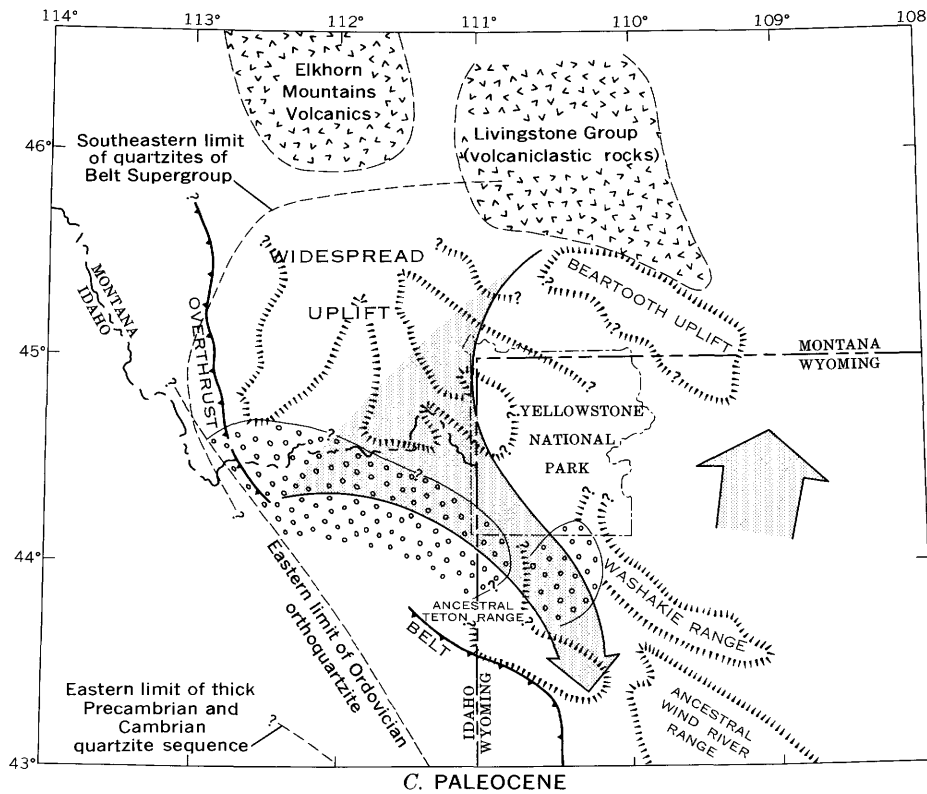 114° 113° 112° 111° 110° 109° 108
Elkhorn
Mountains
Volcanics
Livingstone Group
(volcaniclastic rocks)
46°
Southeastern limit
of quartzites of
Belt Supergroup
?
?
WIDESPREAD
?
?
BEARTOOTH UPLIFT
MONTANA
IDAHO
?
UPLIFT
?
OVERTHRUST
45°
MONTANA
WYOMING
?
?
YELLOWSTONE
NATIONAL
PARK
?
?
?
?
?
?
44°
Eastern limit of Ordovician
orthoquartzite
?
ANCESTRAL
TETON RANGE
WASHAKIE RANGE
BELT
Eastern limit of thick
Precambrian and
Cambrian
quartzite sequence
?
IDAHO
WYOMING
ANCESTRAL
WIND RIVER
RANGE
43°
C. PALEOCENE